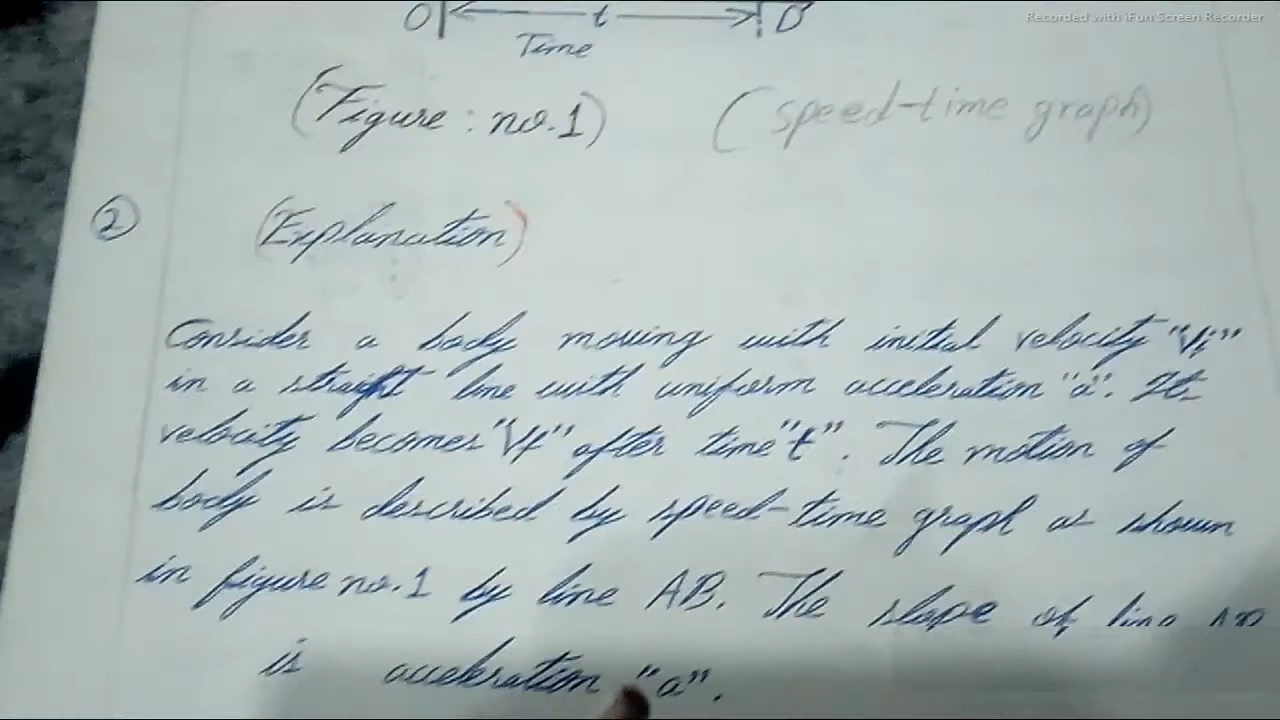 Recorded with iFun Screen Recorder
O t D
Time
(Figure : no.1) (speed-time graph)
2 (Explanation)
Consider a body moving with initial velocity "Vi"
in a straight line with uniform acceleration "a". Its
velocity becomes "Vf" after time "t". The motion of
body is described by speed-time graph as shown
in figure no.1 by line AB. The slope of line AB
is acceleration "a".